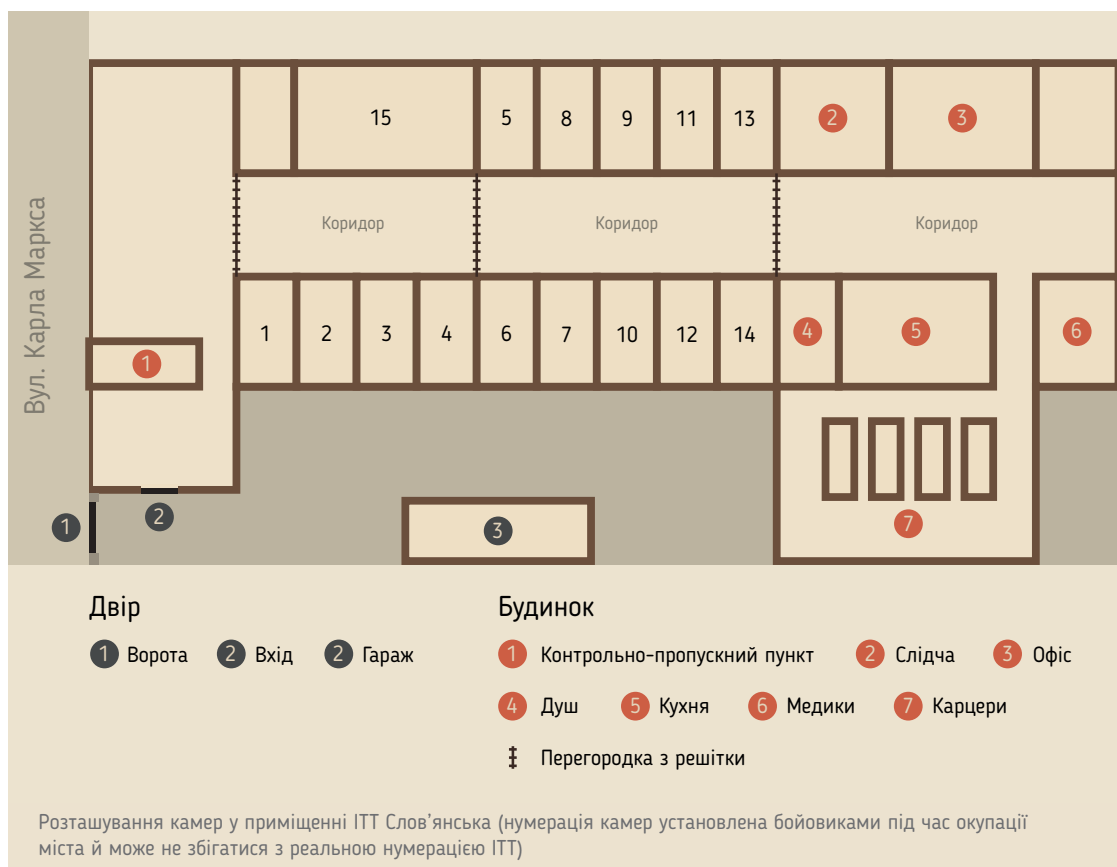 15 5 8 9 11 13 2 3
Вул. Карла Маркса
Коридор Коридор Коридор
1 2 3 4 6 7 10 12 14 4 5 6
1
1 2 3 7
Двір Будинок
1 Ворота 2 Вхід 2 Гараж 1 Контрольно-пропускний пункт 2 Слідча 3 Офіс
4 Душ 5 Кухня 6 Медики 7 Карцери
Перегородка з решітки
Розташування камер у приміщенні ІТТ Слов’янська (нумерація камер установлена бойовиками під час окупації
міста й може не збігатися з реальною нумерацією ІТТ)